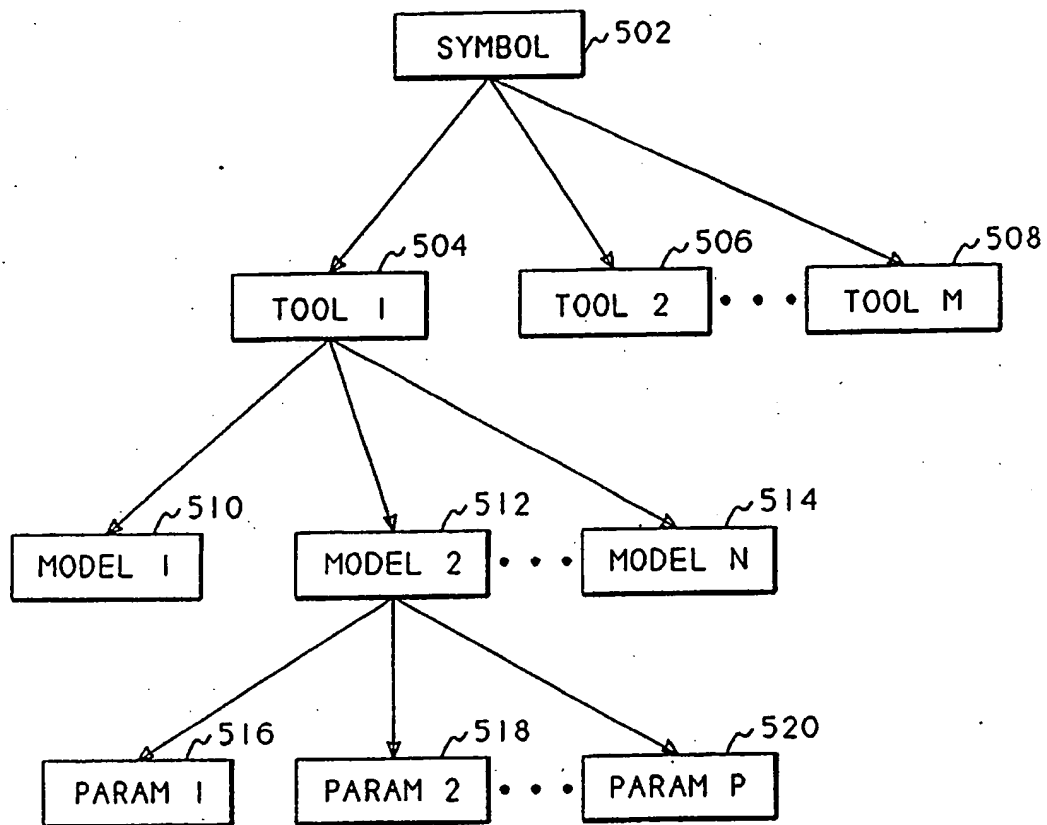 SYMBOL 502
504 506 508
TOOL 1 TOOL 2 • • • TOOL M
510 512 514
MODEL 1 MODEL 2 • • • MODEL N
516 518 520
PARAM 1 PARAM 2 • • • PARAM P